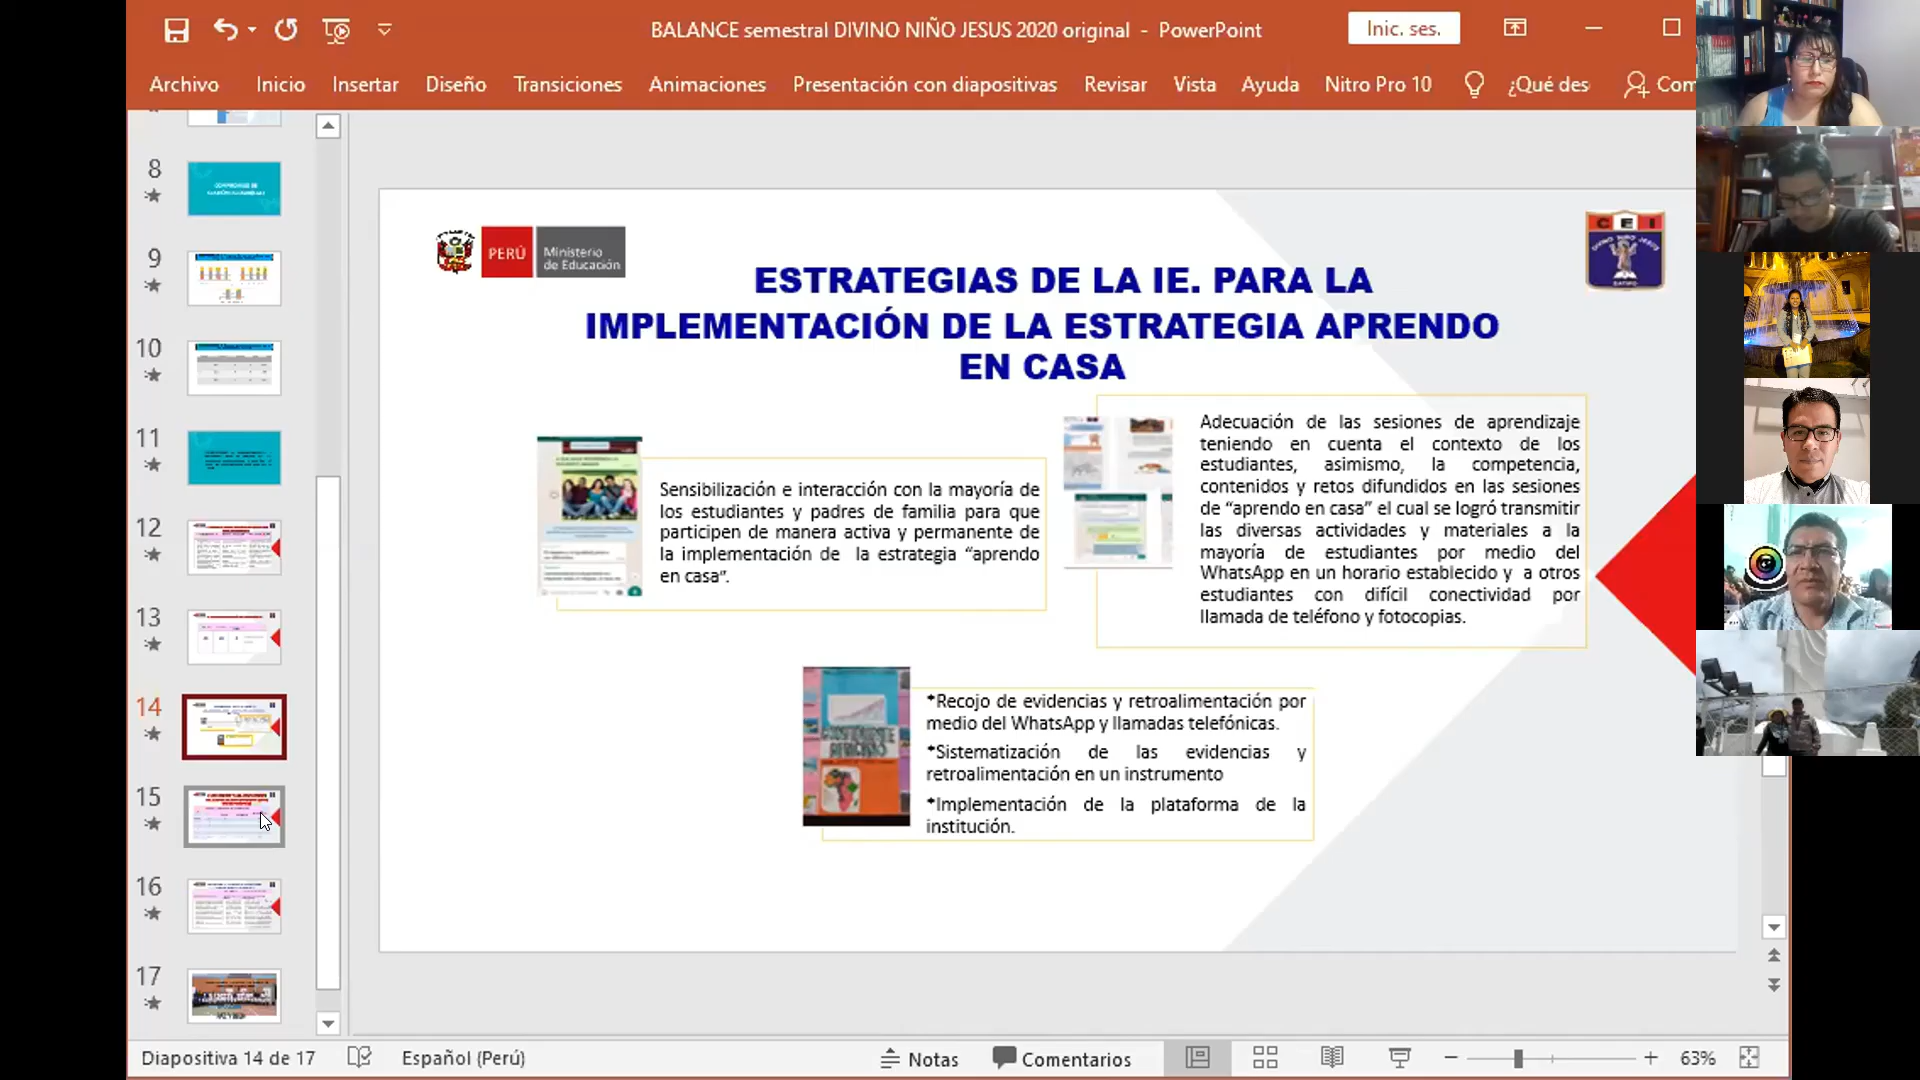 BALANCE semestral DIVINO NIÑO JESUS 2020 original - PowerPoint
Inic. ses.
Archivo Inicio Insertar Diseño Transiciones Animaciones Presentación con diapositivas Revisar Vista Ayuda Nitro Pro 10 ¿Qué des Com
8
9
10
11
12
13
14
15
16
17
PERÚ
Ministerio
de Educación
CEI
ESTRATEGIAS DE LA IE. PARA LA
IMPLEMENTACIÓN DE LA ESTRATEGIA APRENDO
EN CASA
Sensibilización e interacción con la mayoría de
los estudiantes y padres de familia para que
participen de manera activa y permanente de
la implementación de la estrategia “aprendo
en casa”.
Adecuación de las sesiones de aprendizaje
teniendo en cuenta el contexto de los
estudiantes, asimismo, la competencia,
contenidos y retos difundidos en las sesiones
de “aprendo en casa” el cual se logró transmitir
las diversas actividades y materiales a la
mayoría de estudiantes por medio del
WhatsApp en un horario establecido y a otros
estudiantes con difícil conectividad por
llamada de teléfono y fotocopias.
*Recojo de evidencias y retroalimentación por
medio del WhatsApp y llamadas telefónicas.
*Sistematización de las evidencias y
retroalimentación en un instrumento
*Implementación de la plataforma de la
institución.
Diapositiva 14 de 17 Español (Perú) Notas Comentarios 63%